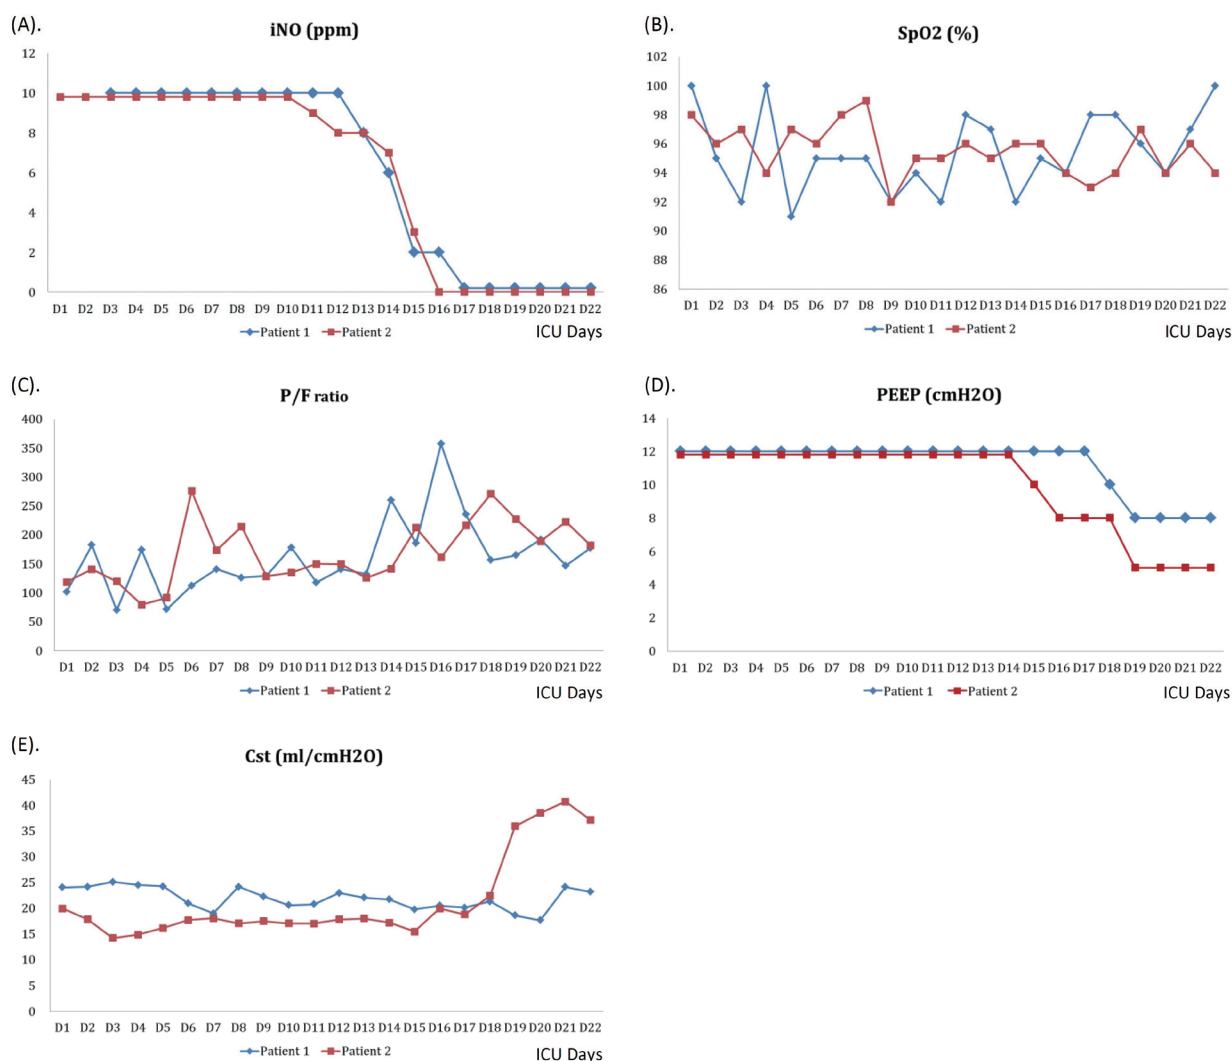 (A).
iNO (ppm)
12
10
8
6
4
2
0
D1 D2 D3 D4 D5 D6 D7 D8 D9 D10 D11 D12 D13 D14 D15 D16 D17 D18 D19 D20 D21 D22
Patient 1 Patient 2
ICU Days
(B).
SpO2 (%)
102
100
98
96
94
92
90
88
86
D1 D2 D3 D4 D5 D6 D7 D8 D9 D10 D11 D12 D13 D14 D15 D16 D17 D18 D19 D20 D21 D22
Patient 1 Patient 2
ICU Days
(C).
P/F ratio
400
350
300
250
200
150
100
50
0
D1 D2 D3 D4 D5 D6 D7 D8 D9 D10 D11 D12 D13 D14 D15 D16 D17 D18 D19 D20 D21 D22
Patient 1 Patient 2
ICU Days
(D).
PEEP (cmH2O)
14
12
10
8
6
4
2
0
D1 D2 D3 D4 D5 D6 D7 D8 D9 D10 D11 D12 D13 D14 D15 D16 D17 D18 D19 D20 D21 D22
Patient 1 Patient 2
ICU Days
(E).
Cst (ml/cmH2O)
45
40
35
30
25
20
15
10
5
0
D1 D2 D3 D4 D5 D6 D7 D8 D9 D10 D11 D12 D13 D14 D15 D16 D17 D18 D19 D20 D21 D22
Patient 1 Patient 2
ICU Days